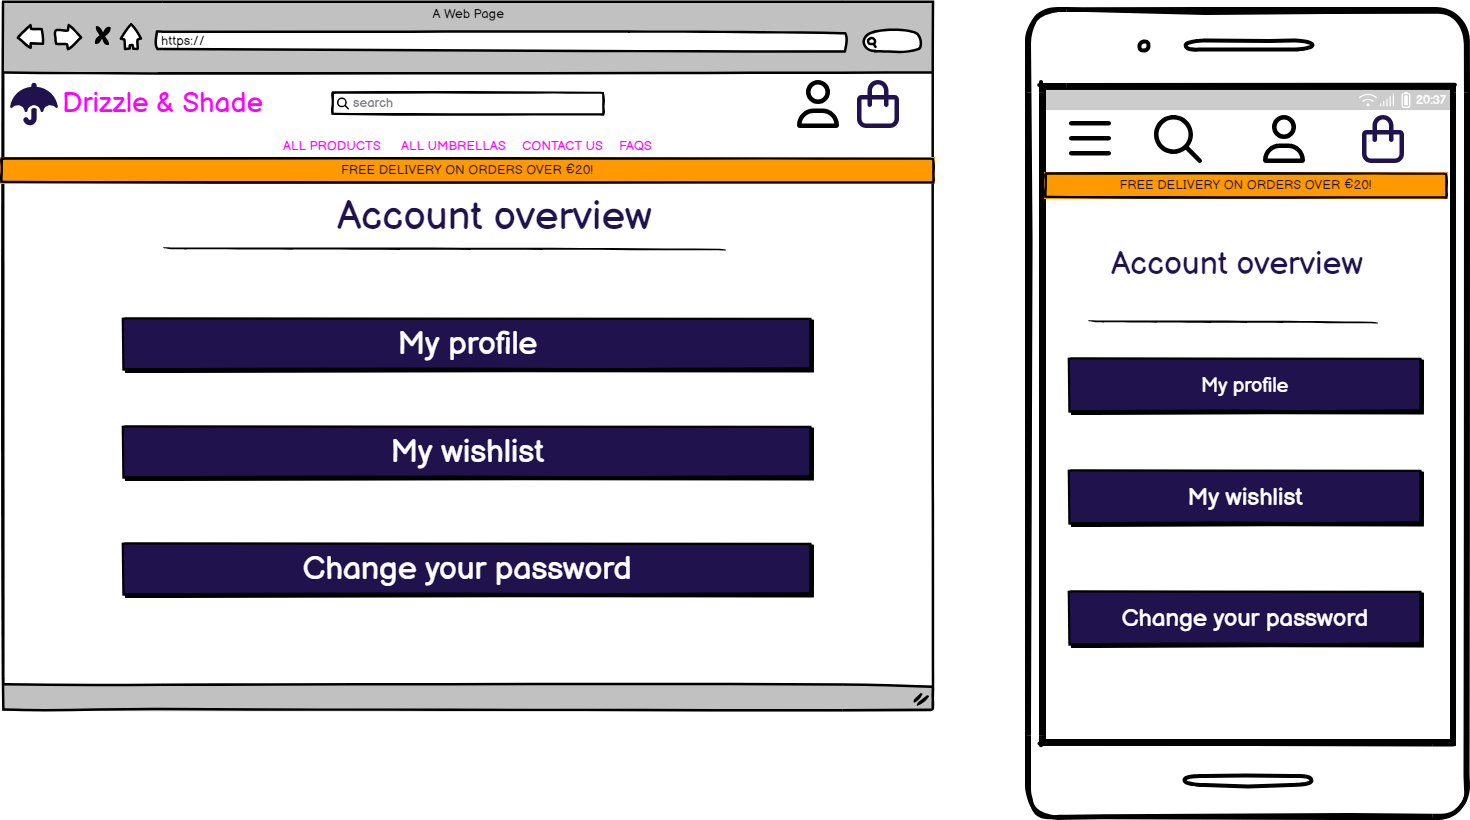 A Web Page
https://
Drizzle & Shade
search
ALL PRODUCTS ALL UMBRELLAS CONTACT US FAQS
FREE DELIVERY ON ORDERS OVER €20!
Account overview
My profile
My wishlist
Change your password
20:37
FREE DELIVERY ON ORDERS OVER €20!
Account overview
My profile
My wishlist
Change your password